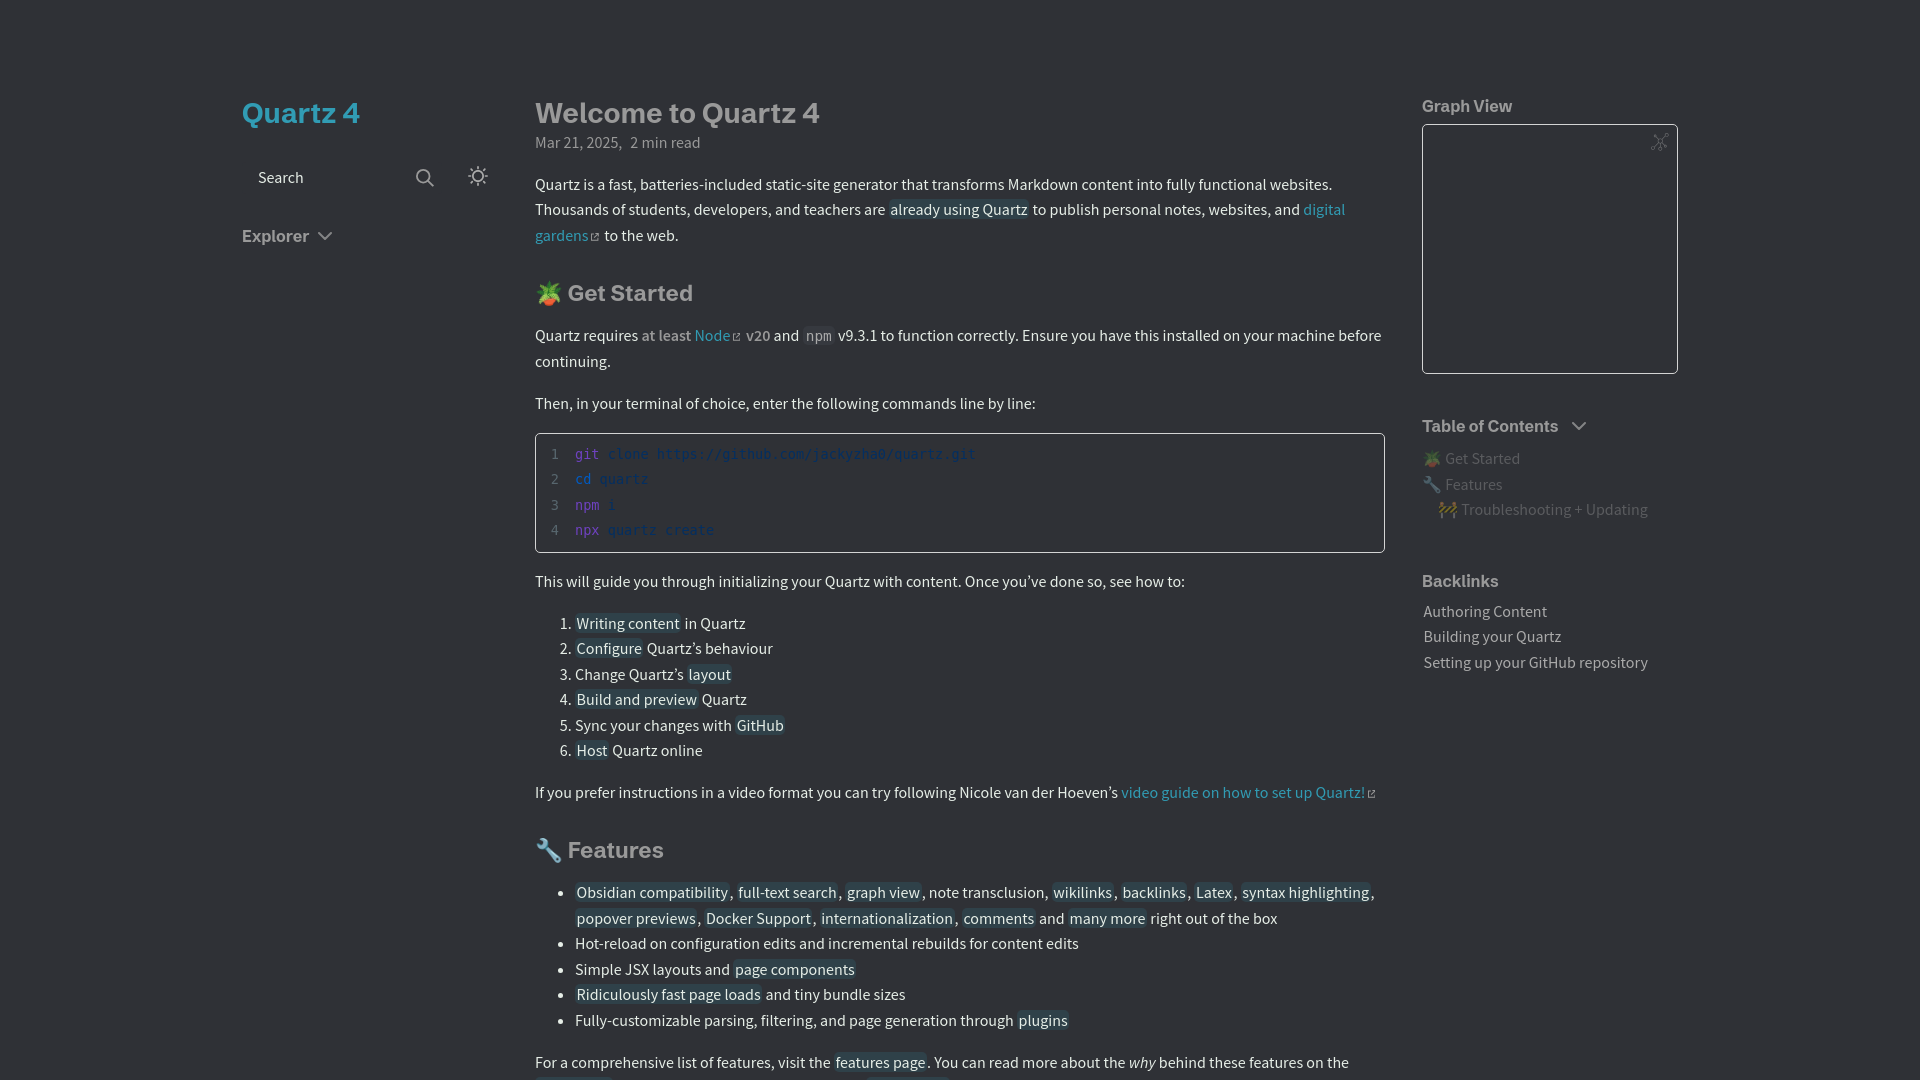 Quartz 4
Search
Explorer
Welcome to Quartz 4
Mar 21, 2025, 2 min read
Quartz is a fast, batteries-included static-site generator that transforms Markdown content into fully functional websites.
Thousands of students, developers, and teachers are already using Quartz to publish personal notes, websites, and digital
gardens to the web.
🪴 Get Started
Quartz requires at least Node v20 and npm v9.3.1 to function correctly. Ensure you have this installed on your machine before
continuing.
Then, in your terminal of choice, enter the following commands line by line:
1 git clone https://github.com/jackyzha0/quartz.git
2 cd quartz
3 npm i
4 npx quartz create
This will guide you through initializing your Quartz with content. Once you’ve done so, see how to:
1. Writing content in Quartz
2. Configure Quartz’s behaviour
3. Change Quartz’s layout
4. Build and preview Quartz
5. Sync your changes with GitHub
6. Host Quartz online
If you prefer instructions in a video format you can try following Nicole van der Hoeven’s video guide on how to set up Quartz!
🔧 Features
• Obsidian compatibility, full-text search, graph view, note transclusion, wikilinks, backlinks, Latex, syntax highlighting,
popover previews, Docker Support, internationalization, comments and many more right out of the box
• Hot-reload on configuration edits and incremental rebuilds for content edits
• Simple JSX layouts and page components
• Ridiculously fast page loads and tiny bundle sizes
• Fully-customizable parsing, filtering, and page generation through plugins
For a comprehensive list of features, visit the features page. You can read more about the why behind these features on the
Graph View
Table of Contents
🪴 Get Started
🔧 Features
🚧 Troubleshooting + Updating
Backlinks
Authoring Content
Building your Quartz
Setting up your GitHub repository